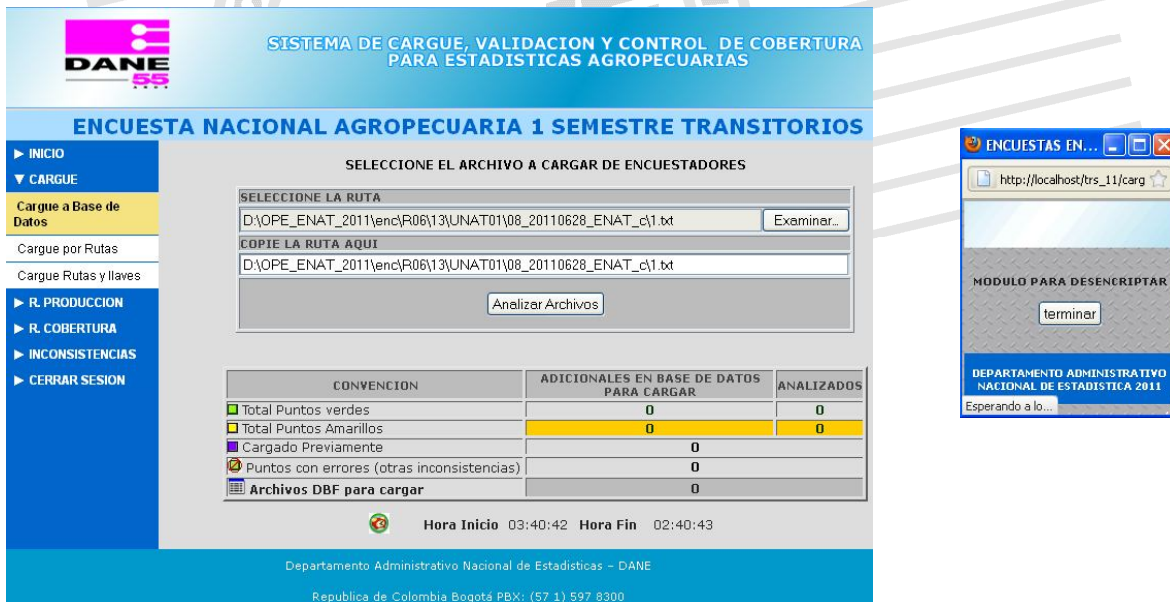 DANE
55
AÑOS
SISTEMA DE CARGUE, VALIDACION Y CONTROL DE COBERTURA
PARA ESTADISTICAS AGROPECUARIAS
ENCUESTA NACIONAL AGROPECUARIA 1 SEMESTRE TRANSITORIOS
INICIO
CARGUE
Cargue a Base de
Datos
Cargue por Rutas
Cargue Rutas y llaves
R. PRODUCCION
R. COBERTURA
INCONSISTENCIAS
CERRAR SESION
SELECCIONE EL ARCHIVO A CARGAR DE ENCUESTADORES
SELECCIONE LA RUTA
D:\OPE_ENAT_2011\enc\R06\13\UNAT01\08_20110628_ENAT_c\1.txt Examinar...
COPIE LA RUTA AQUI
D:\OPE_ENAT_2011\enc\R06\13\UNAT01\08_20110628_ENAT_c\1.txt
Analizar Archivos
CONVENCION ADICIONALES EN BASE DE DATOS PARA CARGAR ANALIZADOS
Total Puntos verdes 0 0
Total Puntos Amarillos 0 0
Cargado Previamente 0
Puntos con errores (otras inconsistencias) 0
Archivos DBF para cargar 0
Hora Inicio 03:40:42 Hora Fin 02:40:43
Departamento Administrativo Nacional de Estadisticas – DANE
Republica de Colombia Bogotá PBX: (57 1) 597 8300
ENCUESTAS EN...
http://localhost/trs_11/carg
MODULO PARA DESENCRIPTAR
terminar
DEPARTAMENTO ADMINISTRATIVO
NACIONAL DE ESTADISTICA 2011
Esperando a lo...